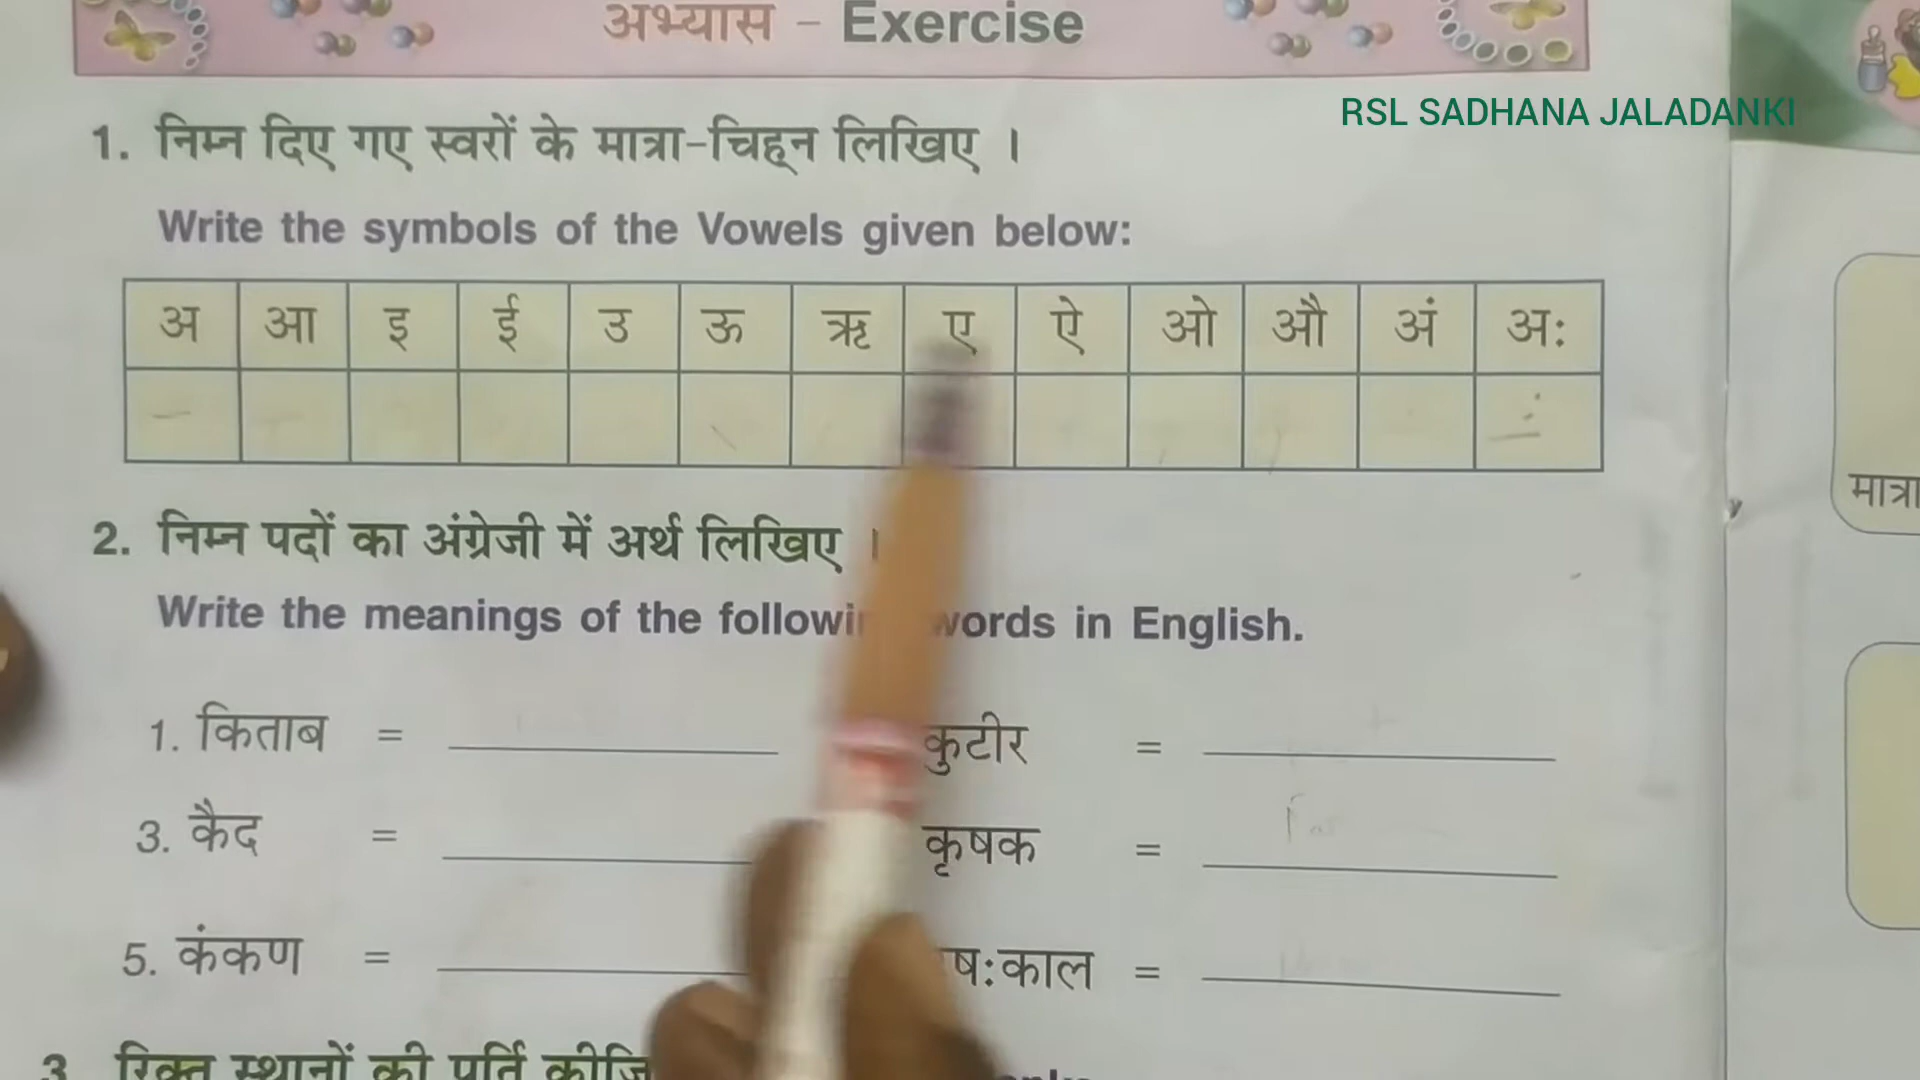 अभ्यास - Exercise
RSL SADHANA JALADANKI
1. निम्न दिए गए स्वरों के मात्रा-चिह्न लिखिए ।
Write the symbols of the Vowels given below:
अ आ इ ई उ ऊ ऋ ए ऐ ओ औ अं अः
2. निम्न पदों का अंग्रेजी में अर्थ लिखिए ।
Write the meanings of the words in English.
1. किताब = कुटीर =
3. कैद = कृषक =
5. कंकण = =
3. रिक्त स्थानों की पूर्ति
मात्रा